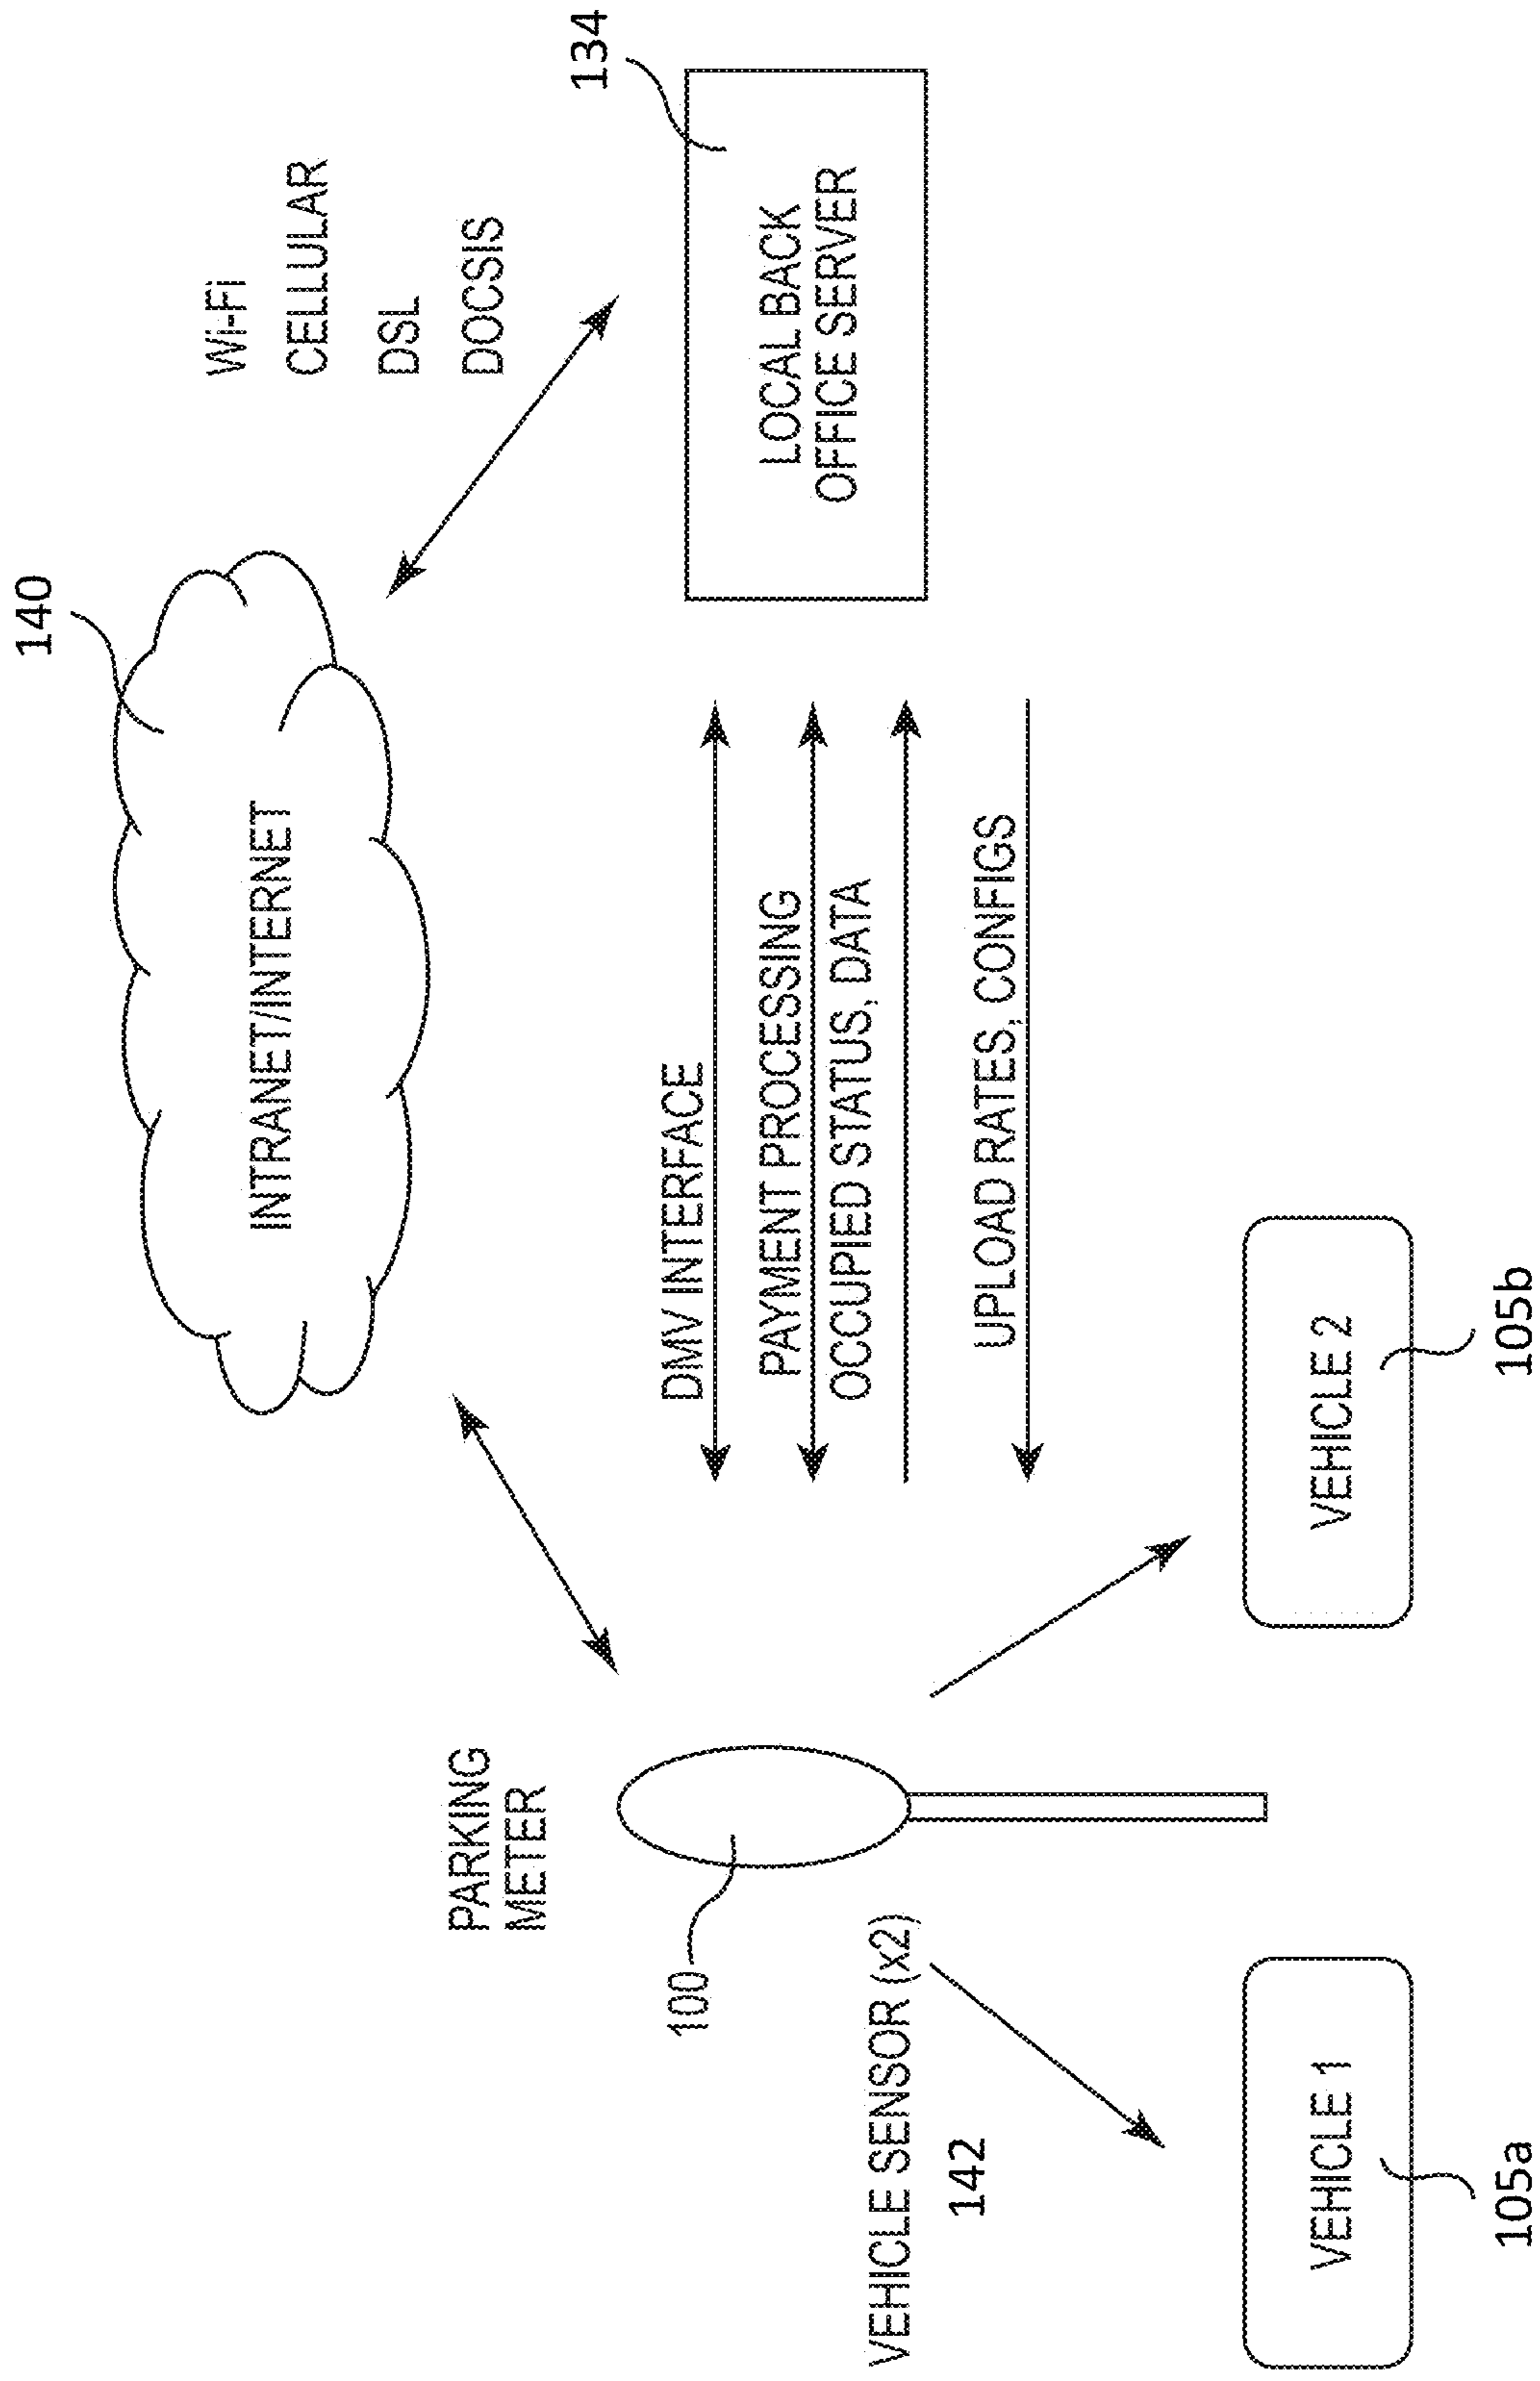 140
INTRANET/INTERNET
WI-FI
CELLULAR
DSL
DOCSIS
134
LOCAL BACK
OFFICE SERVER
PARKING
METER
100
DMV INTERFACE
PAYMENT PROCESSING
OCCUPIED STATUS, DATA
UPLOAD RATES, CONFIGS
VEHICLE SENSOR (x2)
142
VEHICLE 1
105a
VEHICLE 2
105b